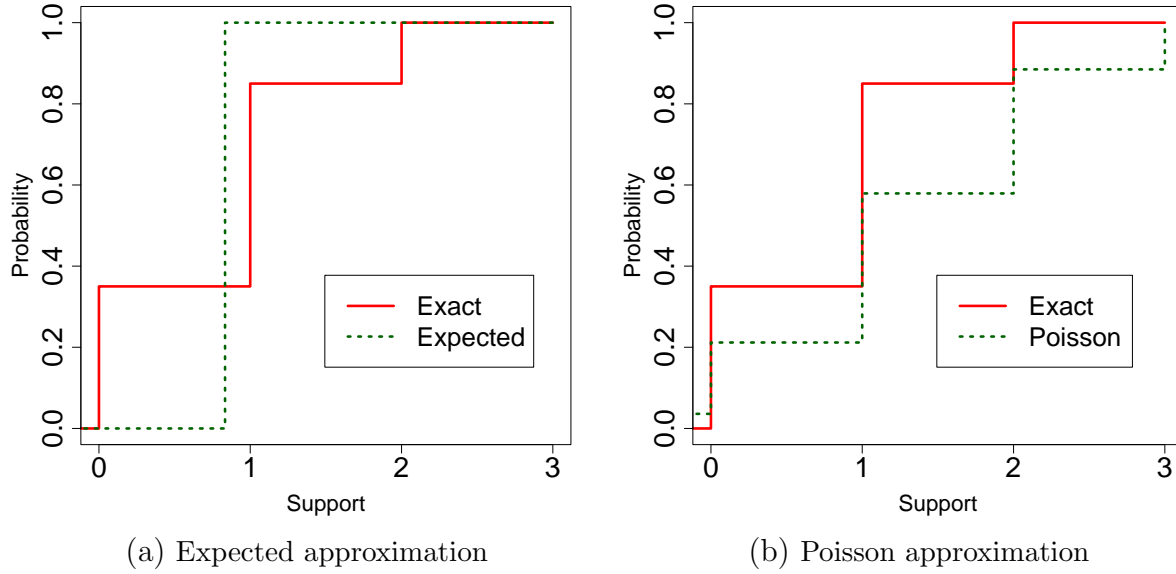 1.0
0.8
0.6
0.4
0.2
0.0
Probability
Exact
Expected
0 1 2 3
Support
(a) Expected approximation
1.0
0.8
0.6
0.4
0.2
0.0
Probability
Exact
Poisson
0 1 2 3
Support
(b) Poisson approximation